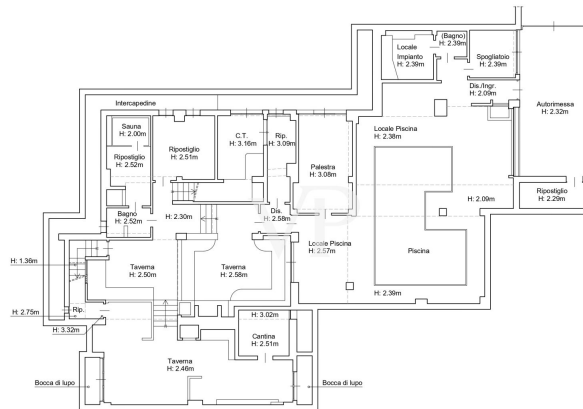 (Bagno)
H: 2.39m
Locale
Impianto
H: 2.39m
Spogliatoio
H: 2.39m
Dis./Ingr.
H: 2.09m
Autorimessa
H: 2.32m
Intercapedine
Sauna
H: 2.00m
Ripostiglio
H: 2.52m
Ripostiglio
H: 2.51m
C.T.
H: 3.16m
Rip.
H: 3.09m
Palestra
H: 3.08m
Locale Piscina
H: 2.38m
H: 2.09m
Ripostiglio
H: 2.29m
Bagno
H: 2.52m
H: 2.30m
Dis.
H: 2.58m
Locale Piscina
H: 2.57m
Piscina
H: 2.39m
VP
H: 1.36m
Taverna
H: 2.50m
Taverna
H: 2.58m
H: 2.75m
Rip.
H: 3.32m
H: 3.02m
Cantina
H: 2.51m
Taverna
H: 2.46m
Bocca di lupo
Bocca di lupo